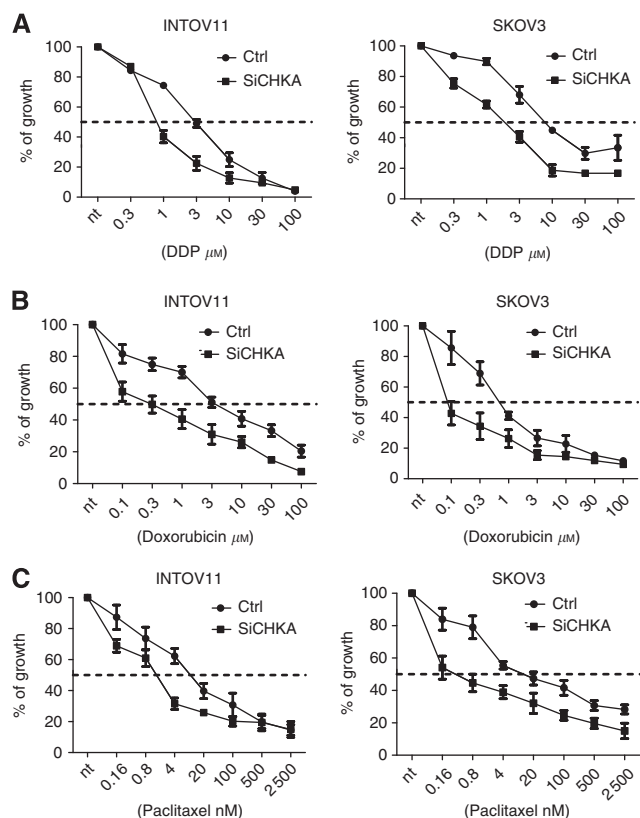 A
INTOV11
SKOV3
% of growth
100
80
60
40
20
0
Ctrl
SiCHKA
nt
0.3
1
3
10
30
100
(DDP μM)
% of growth
100
80
60
40
20
0
Ctrl
SiCHKA
nt
0.3
1
3
10
30
100
(DDP μM)
B
INTOV11
SKOV3
% of growth
100
80
60
40
20
0
Ctrl
SiCHKA
nt
0.1
0.3
1
3
10
30
100
(Doxorubicin μM)
% of growth
100
80
60
40
20
0
Ctrl
SiCHKA
nt
0.1
0.3
1
3
10
30
100
(Doxorubicin μM)
C
INTOV11
SKOV3
% of growth
100
80
60
40
20
0
Ctrl
SiCHKA
nt
0.16
0.8
4
20
100
500
2500
(Paclitaxel nM)
% of growth
100
80
60
40
20
0
Ctrl
SiCHKA
nt
0.16
0.8
4
20
100
500
2500
(Paclitaxel nM)